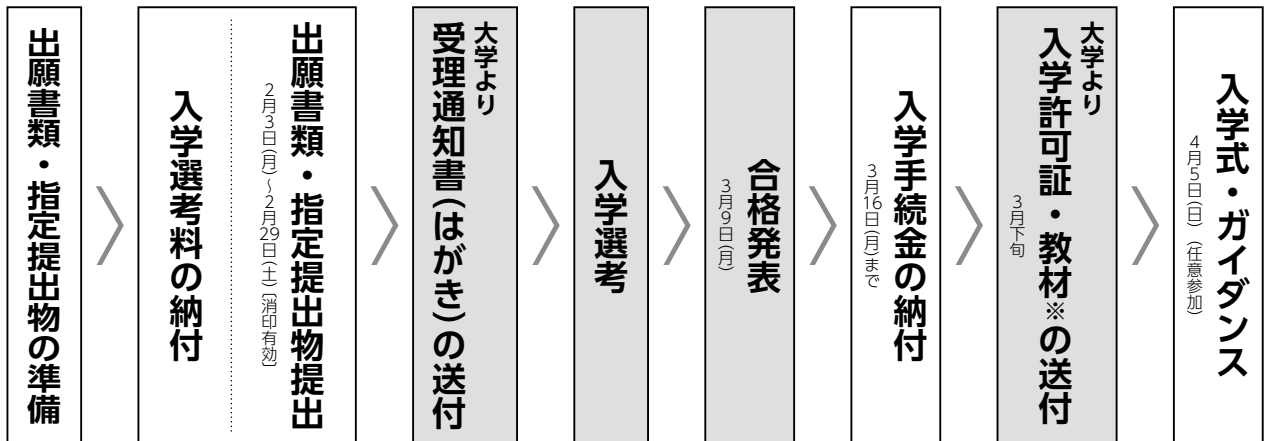 出願書類・指定提出物の準備
入学選考料の納付
出願書類・指定提出物提出
2月3日(月)~2月29日(土)〔消印有効〕
大学より
受理通知書(はがき)の送付
入学選考
合格発表
3月9日(月)
入学手続金の納付
3月16日(月)まで
大学より
入学許可証・教材※の送付
3月下旬
入学式・ガイダンス
4月5日(日)(任意参加)